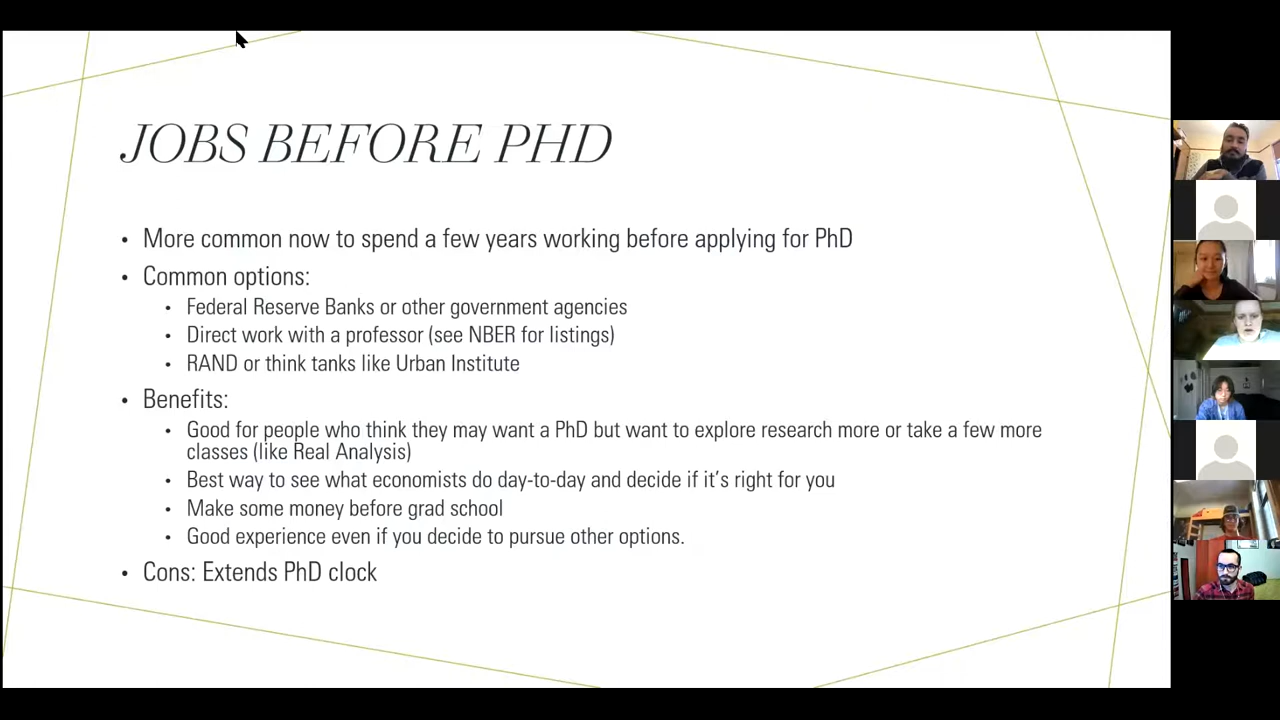 JOBS BEFORE PHD
• More common now to spend a few years working before applying for PhD
• Common options:
• Federal Reserve Banks or other government agencies
• Direct work with a professor (see NBER for listings)
• RAND or think tanks like Urban Institute
• Benefits:
• Good for people who think they may want a PhD but want to explore research more or take a few more
classes (like Real Analysis)
• Best way to see what economists do day-to-day and decide if it's right for you
• Make some money before grad school
• Good experience even if you decide to pursue other options.
• Cons: Extends PhD clock